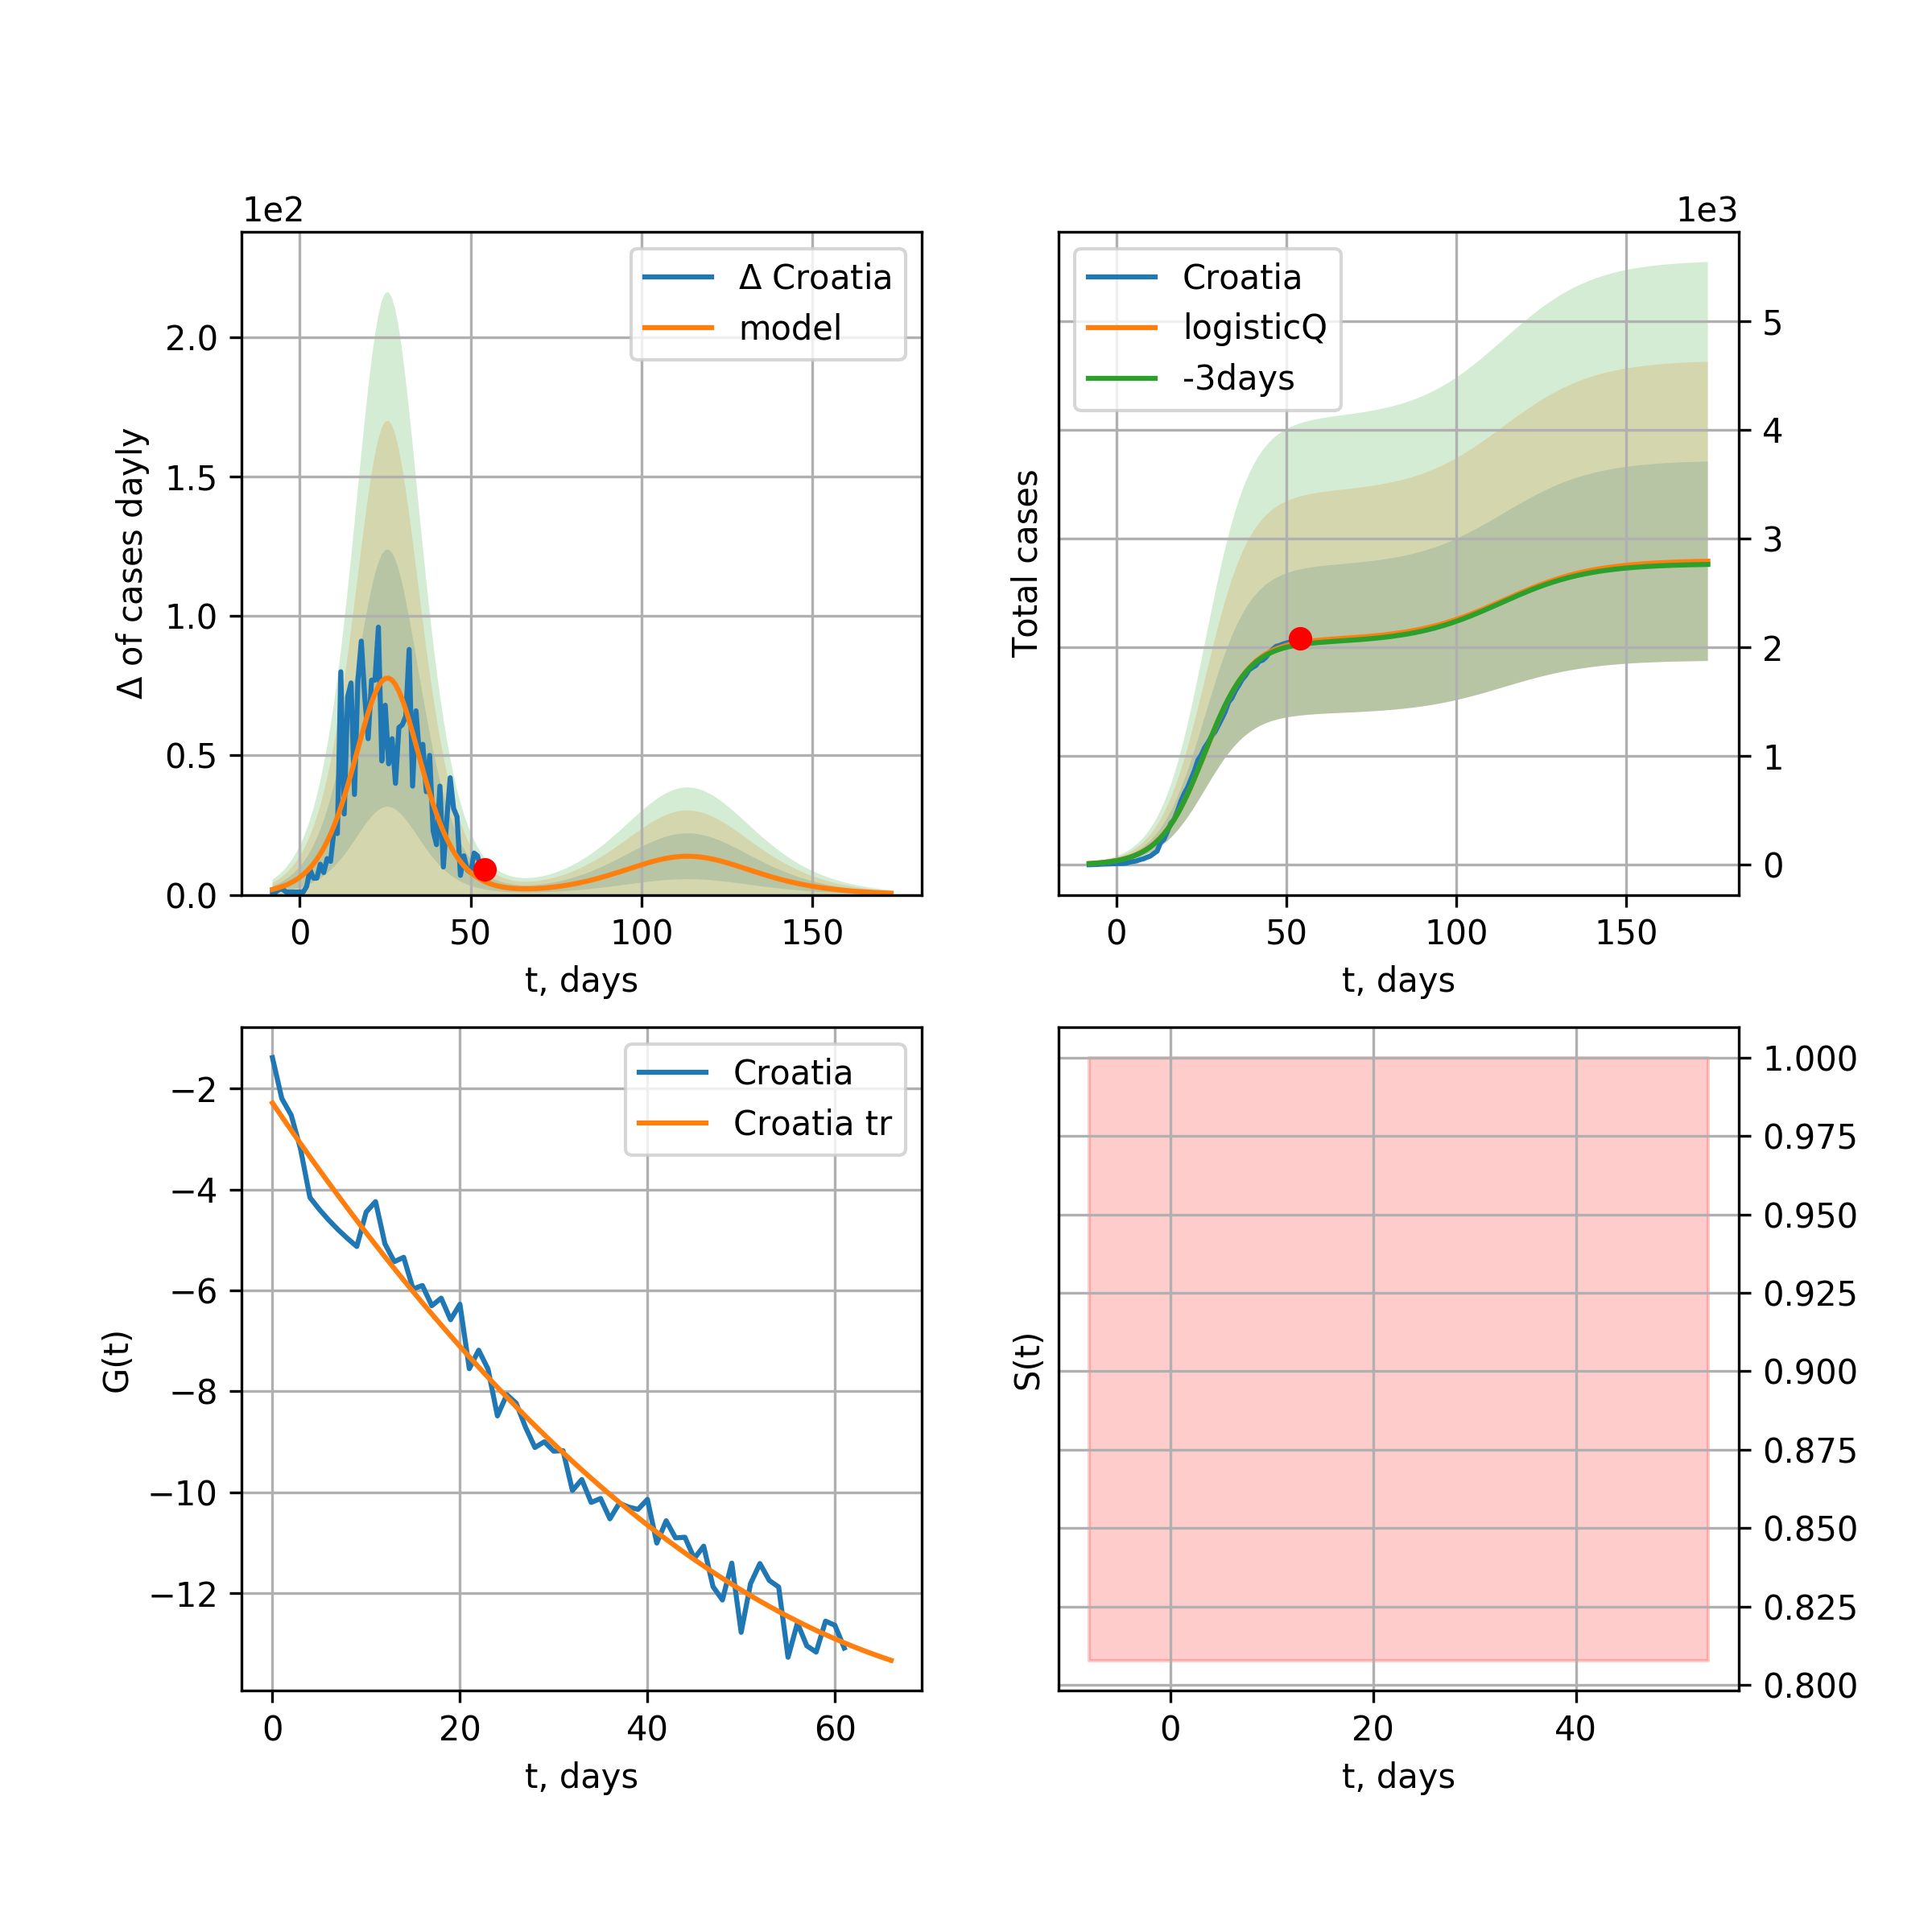 1e2
Δ Croatia
model
2.0
1.5
1.0
0.5
0.0
Δ of cases dayly
0 50 100 150
t, days
1e3
Croatia
logisticQ
-3days
5
4
3
2
1
0
Total cases
0 50 100 150
t, days
Croatia
Croatia tr
−2
−4
−6
−8
−10
−12
G(t)
0 20 40 60
t, days
1.000
0.975
0.950
0.925
0.900
0.875
0.850
0.825
0.800
S(t)
0 20 40
t, days